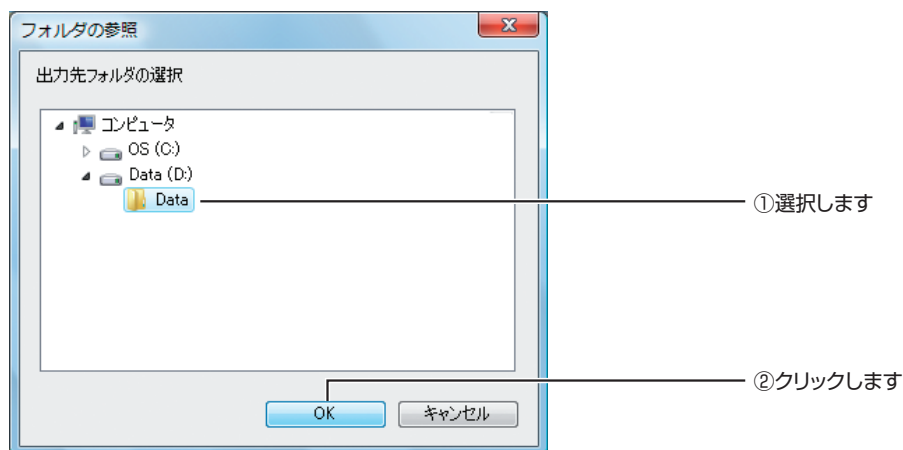 フォルダの参照
出力先フォルダの選択
コンピュータ
OS (C:)
Data (D:)
Data
①選択します
②クリックします
OK
キャンセル